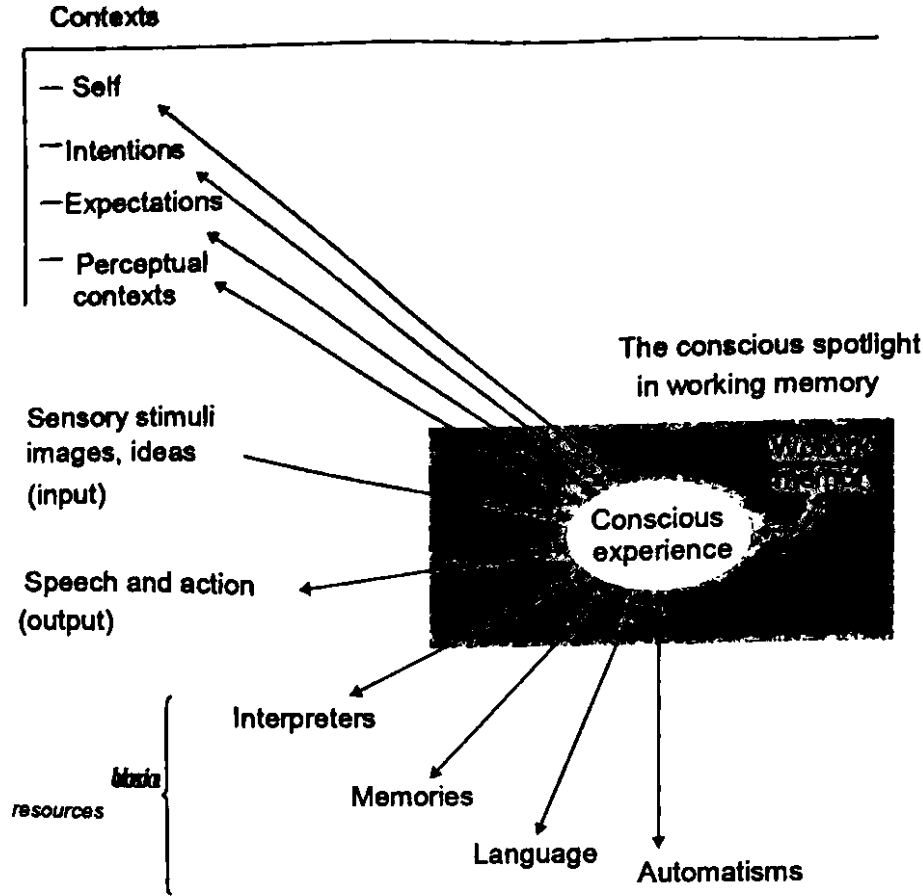 Contexts
— Self
— Intentions
— Expectations
— Perceptual
contexts
The conscious spotlight
in working memory
Sensory stimuli
images, ideas
(input)
Conscious
experience
Speech and action
(output)
Interpreters
resources
Memories
Language
Automatisms